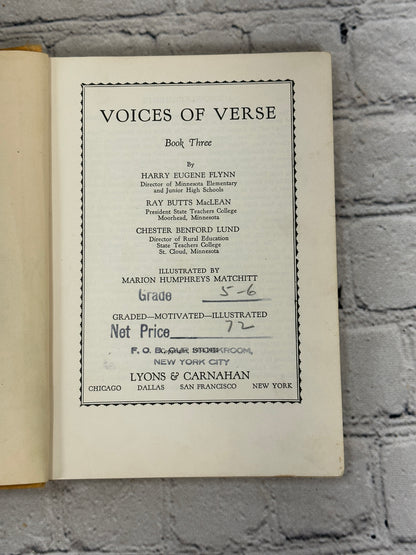 VOICES OF VERSE
Book Three
By
HARRY EUGENE FLYNN
Director of Minnesota Elementary
and Junior High Schools
RAY BUTTS MacLEAN
President State Teachers College
Moorhead, Minnesota
CHESTER BENFORD LUND
Director of Rural Education
State Teachers College
St. Cloud, Minnesota
ILLUSTRATED BY
MARION HUMPHREYS MATCHITT
Grade 5-6
GRADED—MOTIVATED—ILLUSTRATED
Net Price 72
F. O. B. OUR STOCKROOM,
NEW YORK CITY
LYONS & CARNAHAN
CHICAGO DALLAS SAN FRANCISCO NEW YORK